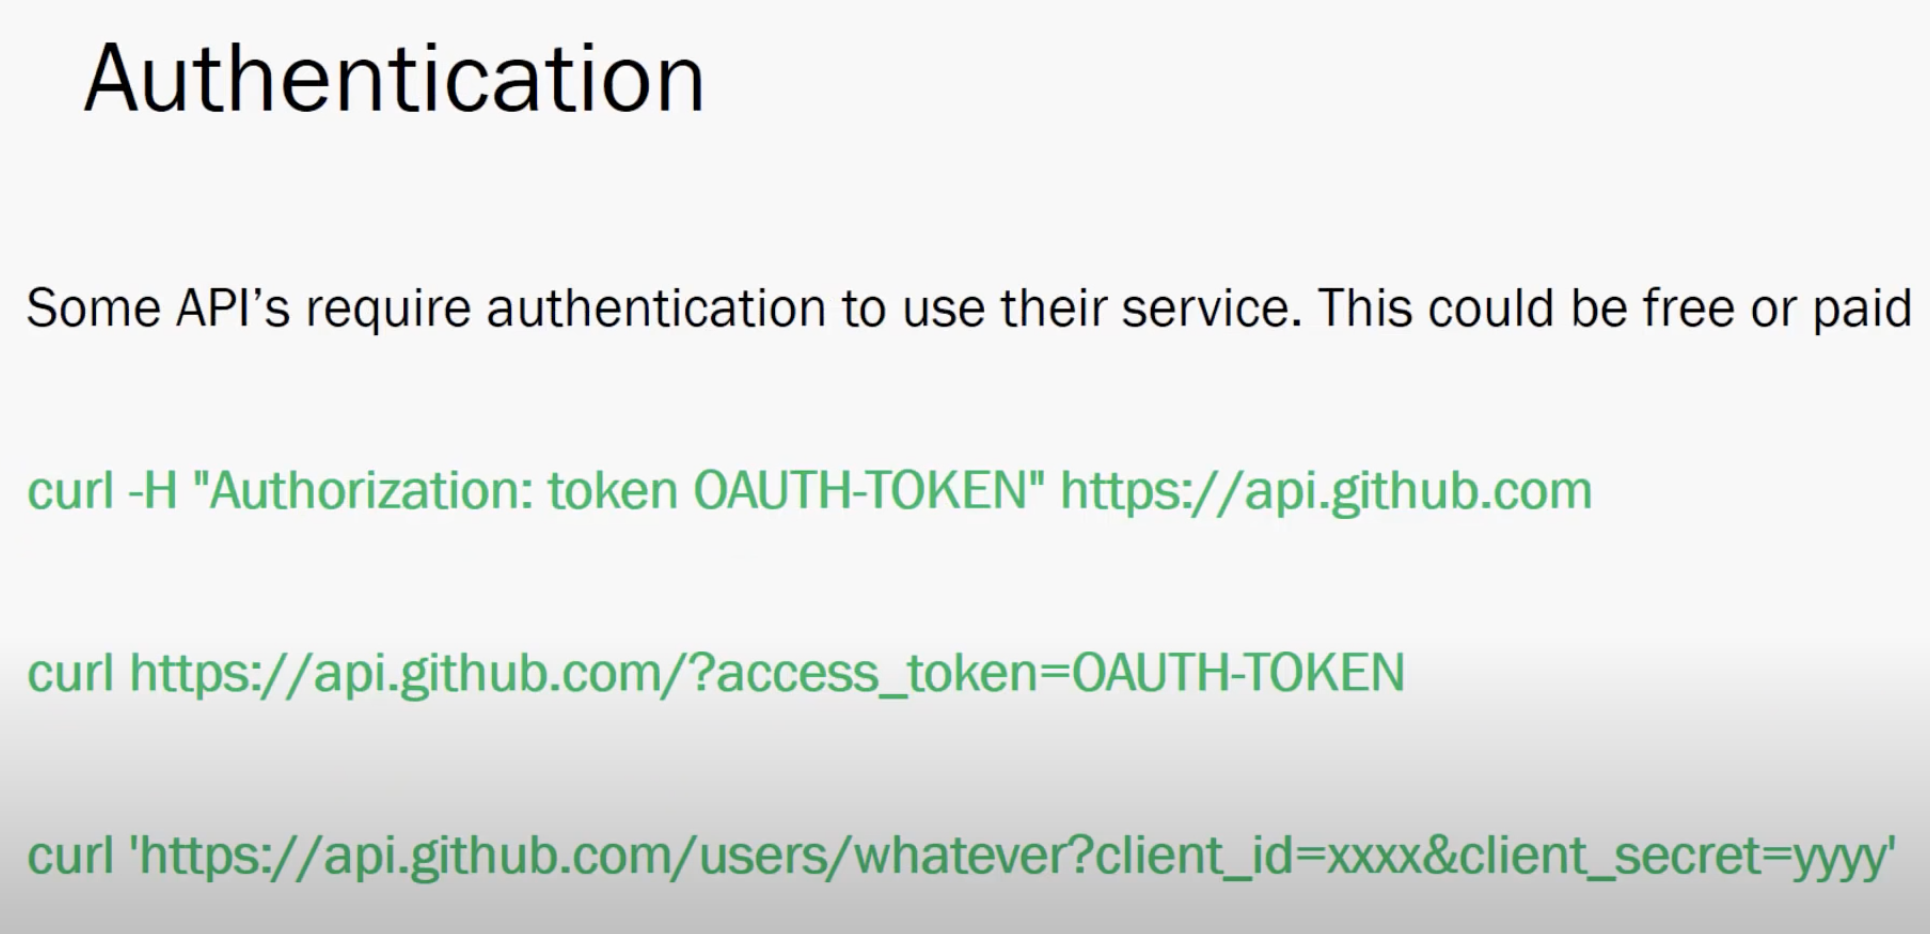 Authentication
Some API’s require authentication to use their service. This could be free or paid
curl -H "Authorization: token OAUTH-TOKEN" https://api.github.com
curl https://api.github.com/?access_token=OAUTH-TOKEN
curl 'https://api.github.com/users/whatever?client_id=xxxx&client_secret=yyyy'